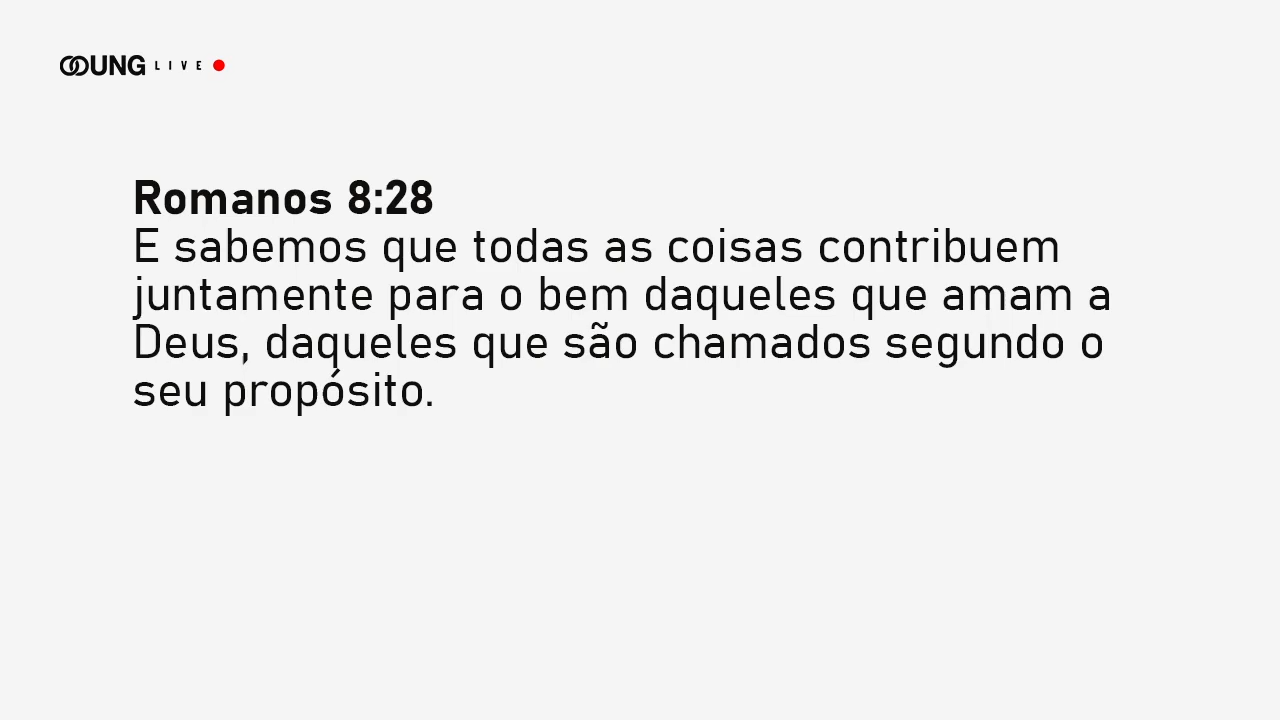 OOUNG LIVE
Romanos 8:28
E sabemos que todas as coisas contribuem
juntamente para o bem daqueles que amam a
Deus, daqueles que são chamados segundo o
seu propósito.